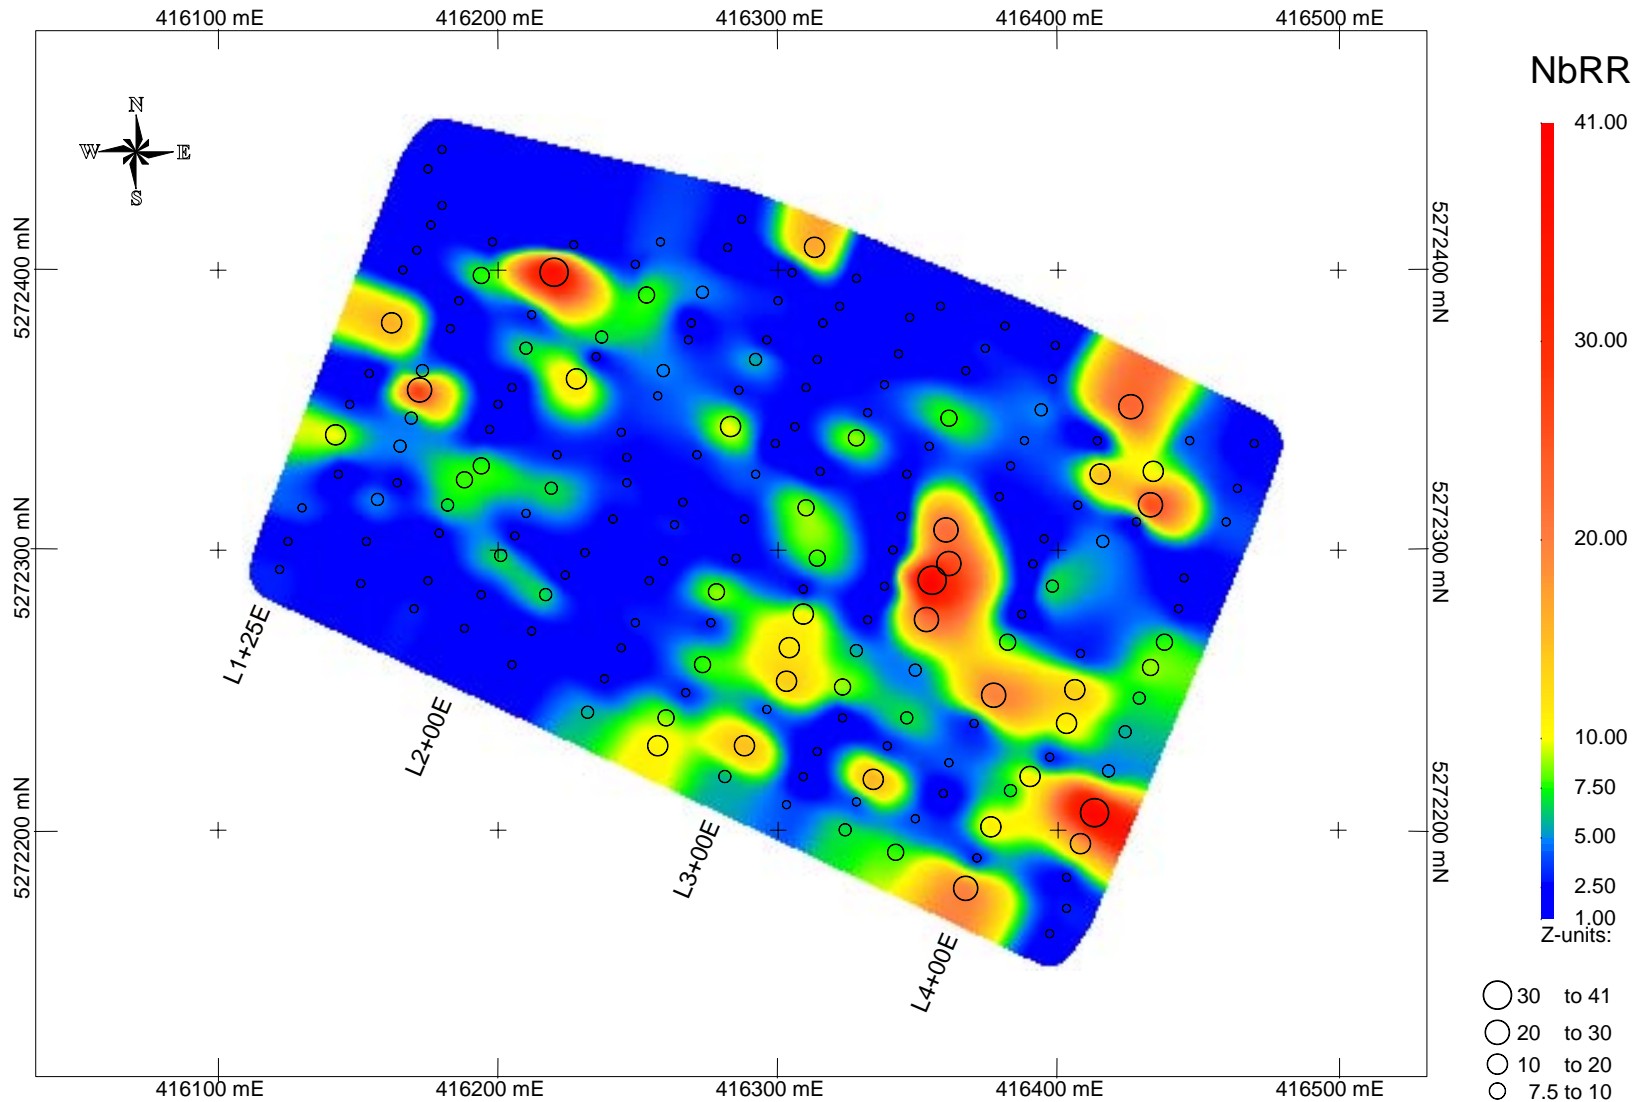 416100 mE 416200 mE 416300 mE 416400 mE 416500 mE
NbRR
41.00
30.00
20.00
10.00
7.50
5.00
2.50
1.00
Z-units:
30 to 41
20 to 30
10 to 20
7.5 to 10
N
W E
S
5272400 mN
5272300 mN
5272200 mN
5272400 mN
5272300 mN
5272200 mN
L1+25E
L2+00E
L3+00E
L4+00E
416100 mE 416200 mE 416300 mE 416400 mE 416500 mE